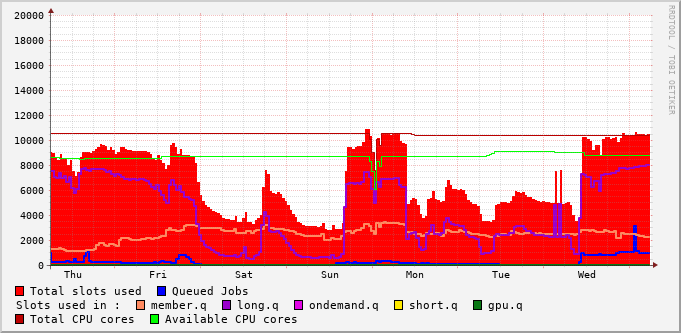 20000
18000
16000
14000
12000
10000
8000
6000
4000
2000
0
Thu Fri Sat Sun Mon Tue Wed
Total slots used Queued Jobs
Slots used in : member.q long.q ondemand.q short.q gpu.q
Total CPU cores Available CPU cores
RRDTOOL / TOBI OETIKER